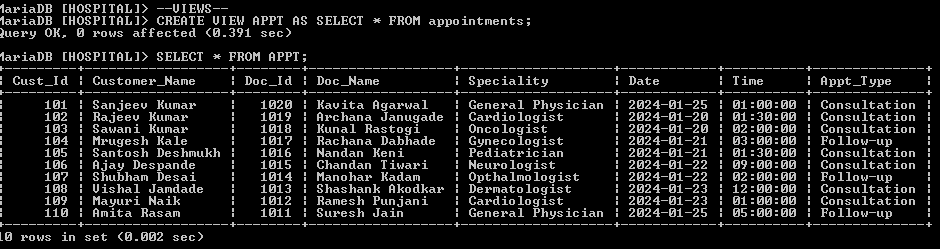 MariaDB [HOSPITAL]> --VIEWS--
MariaDB [HOSPITAL]> CREATE VIEW APPT AS SELECT * FROM appointments;
Query OK, 0 rows affected (0.391 sec)
MariaDB [HOSPITAL]> SELECT * FROM APPT;
+---------+------------------+--------+------------------+-------------------+------------+----------+--------------+
| Cust_Id | Customer_Name | Doc_Id | Doc_Name | Speciality | Date | Time | Appt_Type |
+---------+------------------+--------+------------------+-------------------+------------+----------+--------------+
| 101 | Sanjeev Kumar | 1020 | Kavita Agarwal | General Physician | 2024-01-25 | 01:00:00 | Consultation |
| 102 | Rajeev Kumar | 1019 | Archana Janugade | Cardiologist | 2024-01-20 | 01:30:00 | Consultation |
| 103 | Sawani Kumar | 1018 | Kunal Rastogi | Oncologist | 2024-01-20 | 02:00:00 | Consultation |
| 104 | Mrugesh Kale | 1017 | Rachana Dabhade | Gynecologist | 2024-01-21 | 03:00:00 | Follow-up |
| 105 | Santosh Deshmukh | 1016 | Nandan Keni | Pediatrician | 2024-01-21 | 01:30:00 | Consultation |
| 106 | Ajay Despande | 1015 | Chandan Tiwari | Neurologist | 2024-01-22 | 09:00:00 | Consultation |
| 107 | Shubham Desai | 1014 | Manohar Kadam | Opthalmologist | 2024-01-22 | 02:00:00 | Follow-up |
| 108 | Vishal Jamdade | 1013 | Shashank Akodkar | Dermatologist | 2024-01-23 | 12:00:00 | Consultation |
| 109 | Mayuri Naik | 1012 | Ramesh Punjani | Cardiologist | 2024-01-23 | 01:00:00 | Consultation |
| 110 | Amita Rasam | 1011 | Suresh Jain | General Physician | 2024-01-25 | 05:00:00 | Follow-up |
+---------+------------------+--------+------------------+-------------------+------------+----------+--------------+
10 rows in set (0.002 sec)